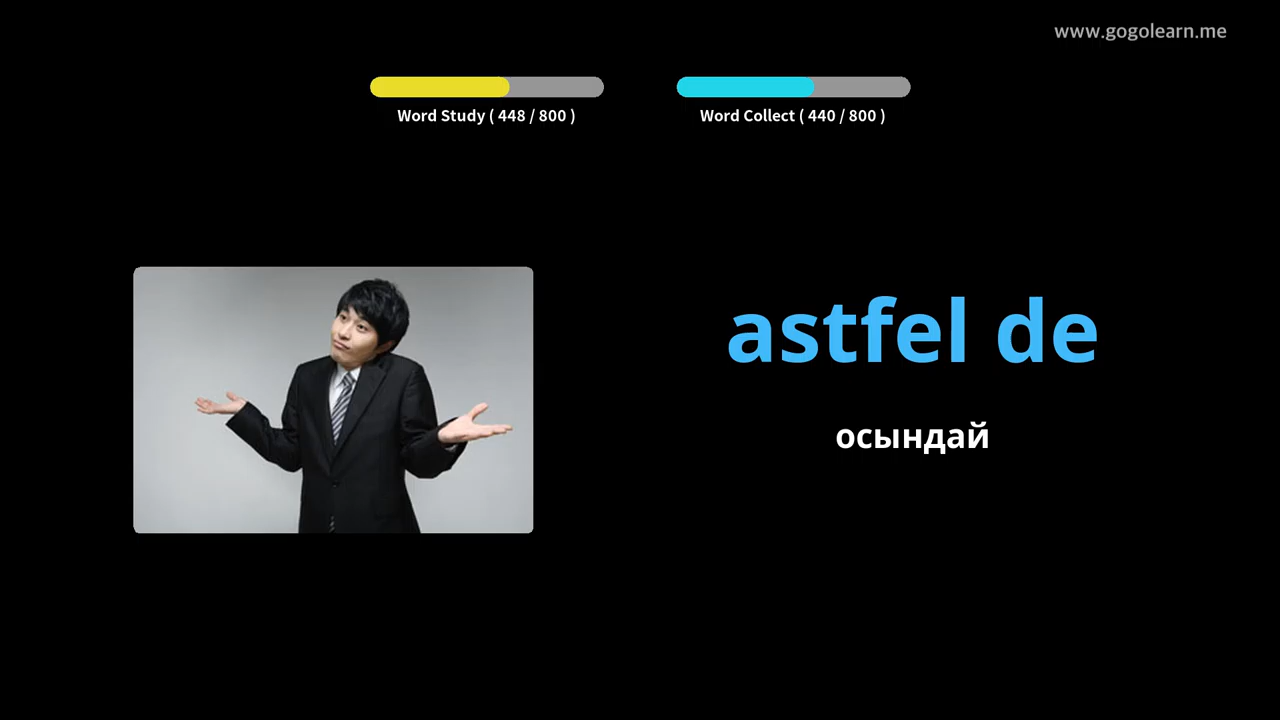 www.gogolearn.me
Word Study ( 448 / 800 )
Word Collect ( 440 / 800 )
astfel de
осындай